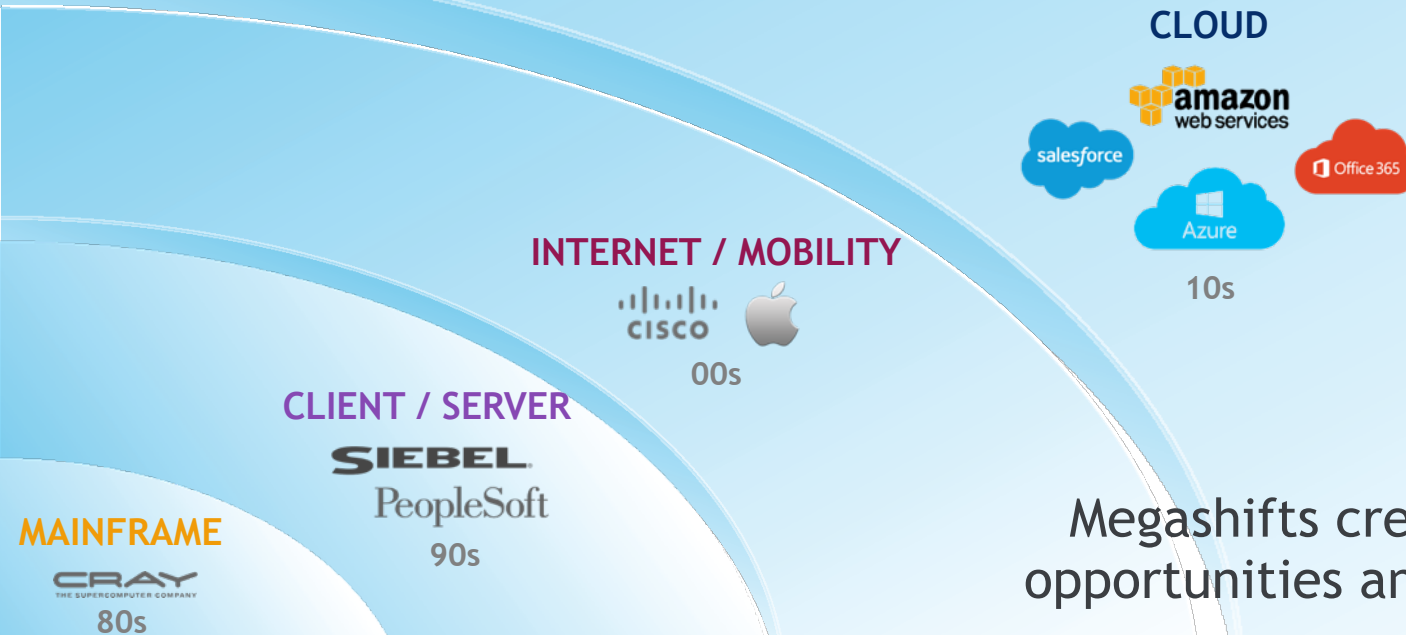 CLOUD
amazon
web services
salesforce
Office 365
Azure
10s
INTERNET / MOBILITY
CISCO
00s
CLIENT / SERVER
SIEBEL
PeopleSoft
90s
MAINFRAME
CRAY
THE SUPERCOMPUTER COMPANY
80s
Megashifts cre
opportunities an